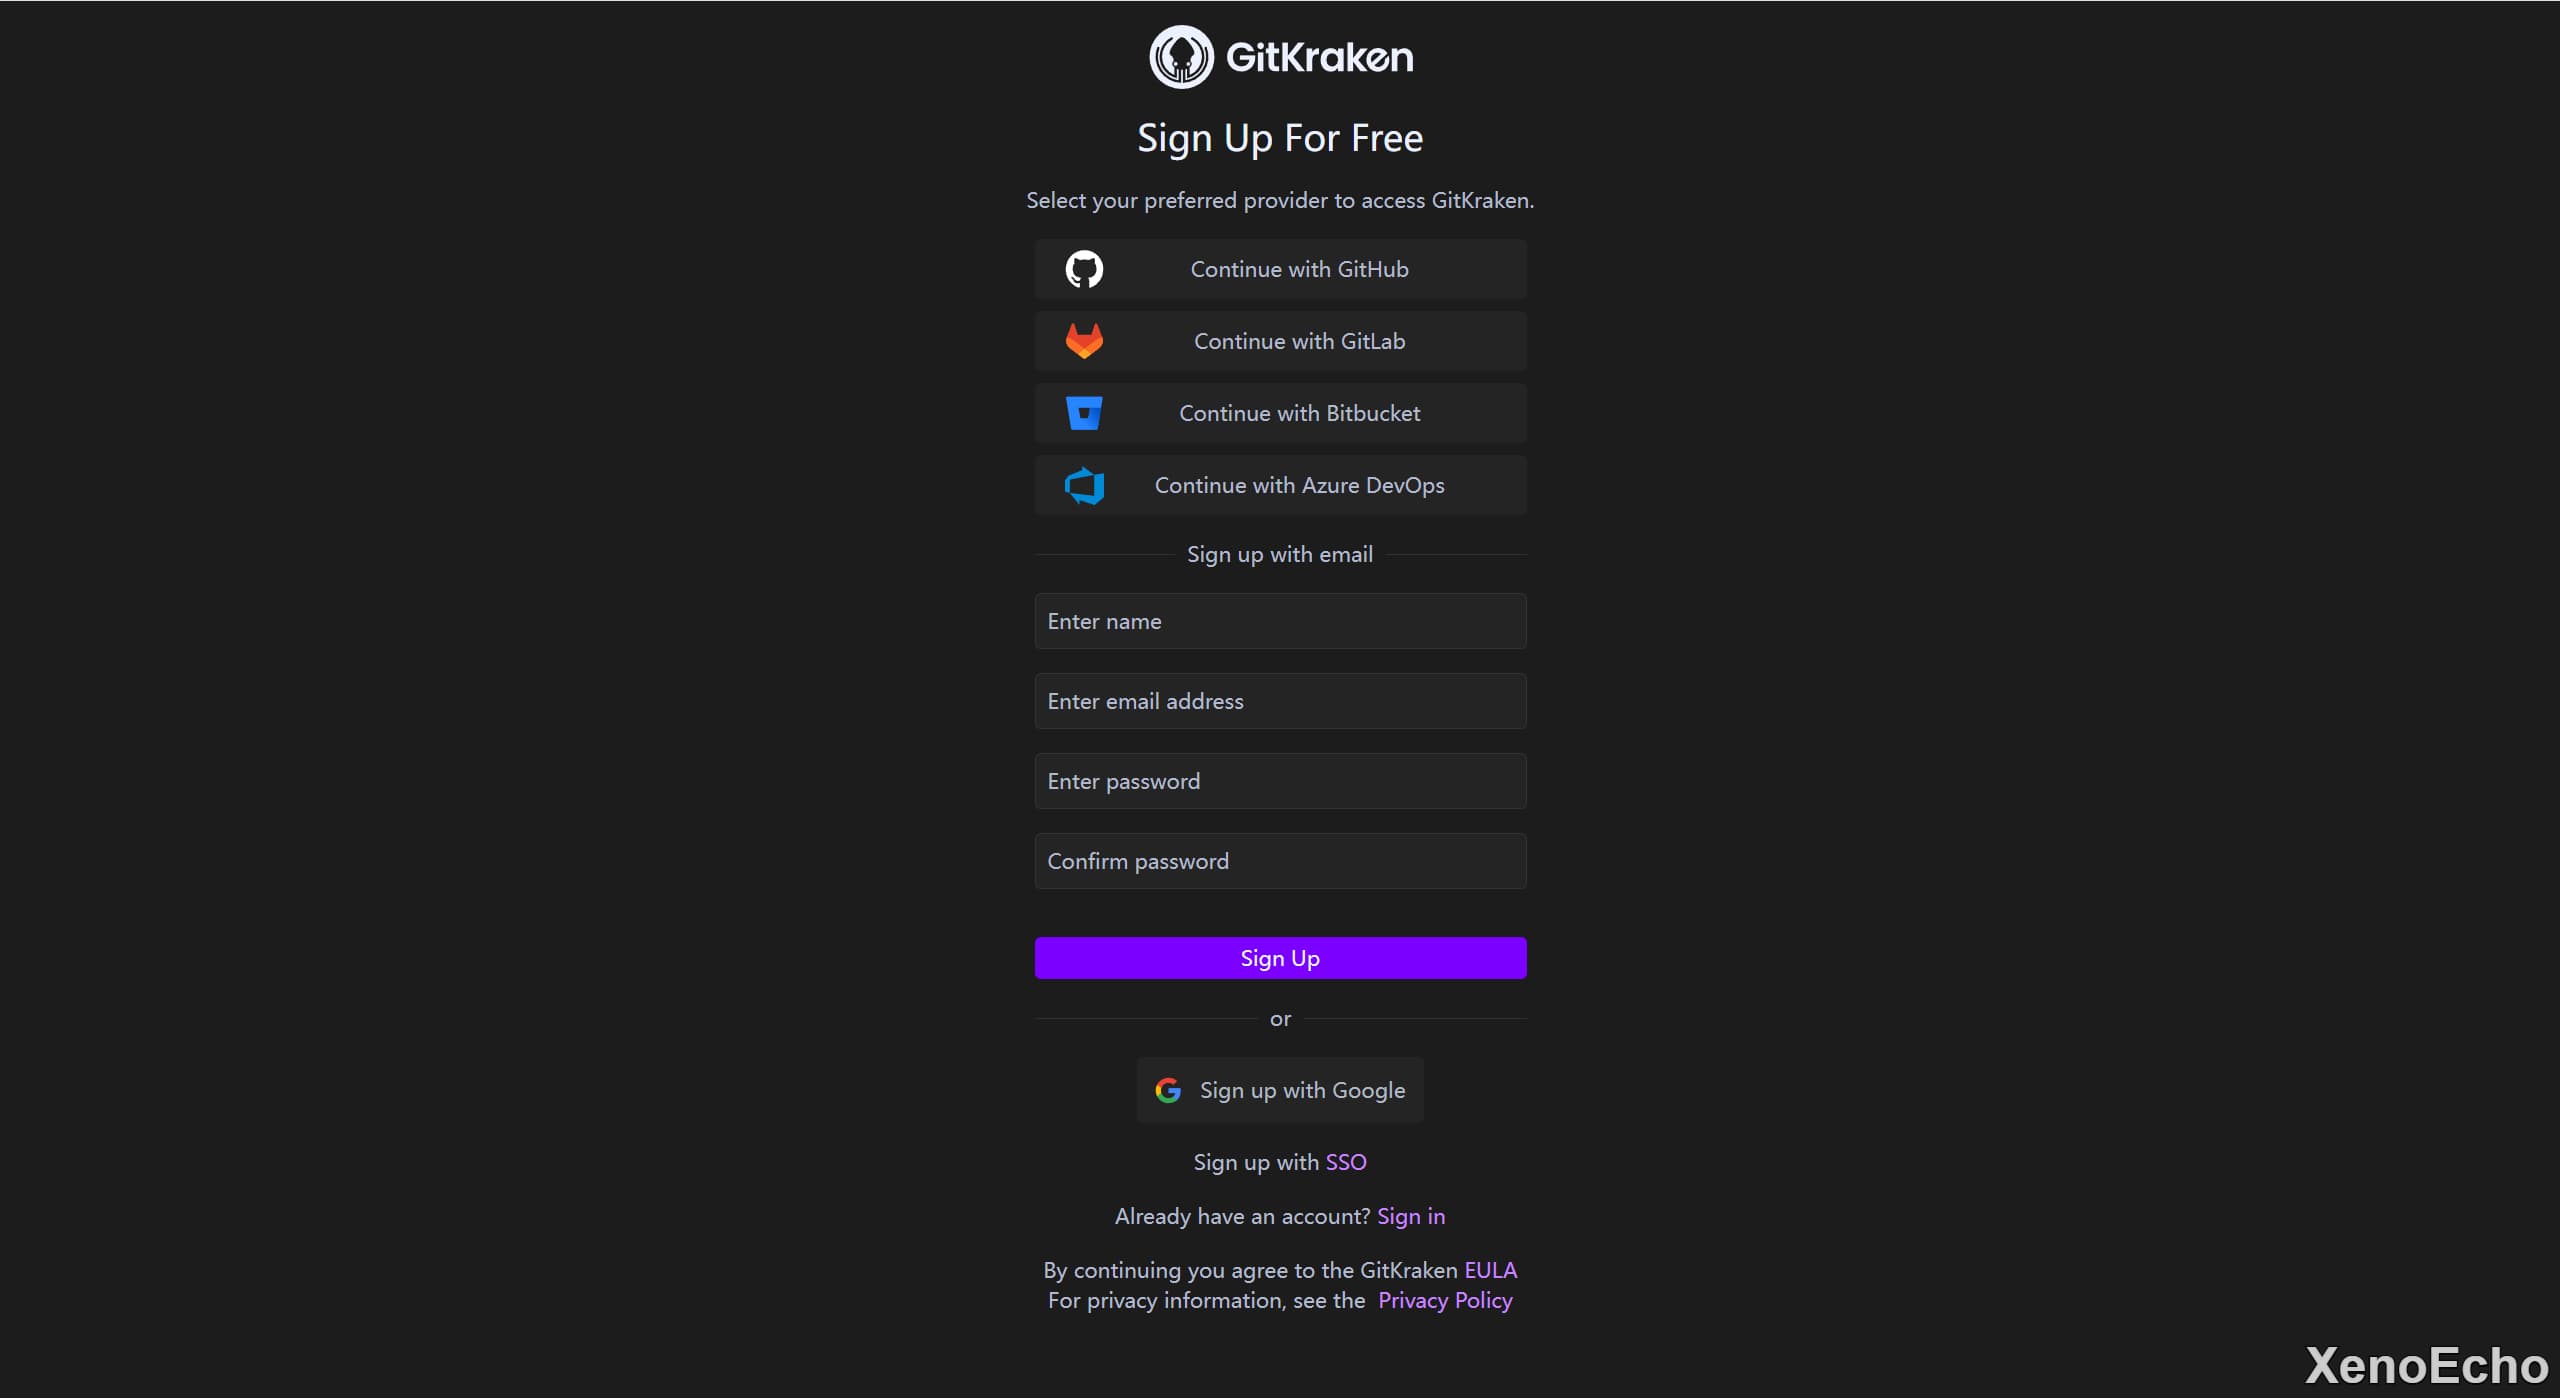 GitKraken
Sign Up For Free
Select your preferred provider to access GitKraken.
Continue with GitHub
Continue with GitLab
Continue with Bitbucket
Continue with Azure DevOps
Sign up with email
Enter name
Enter email address
Enter password
Confirm password
Sign Up
or
Sign up with Google
Sign up with SSO
Already have an account? Sign in
By continuing you agree to the GitKraken EULA
For privacy information, see the Privacy Policy
XenoEcho